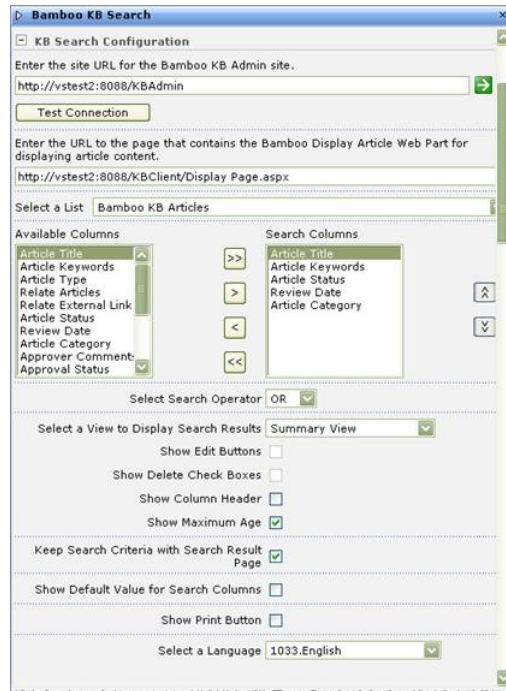 Bamboo KB Search
KB Search Configuration
Enter the site URL for the Bamboo KB Admin site.
http://vstest2:8088/KBAdmin
Test Connection
Enter the URL to the page that contains the Bamboo Display Article Web Part for
displaying article content.
http://vstest2:8088/KBClient/Display Page.aspx
Select a List Bamboo KB Articles
Available Columns
Article Title
Article Keywords
Article Type
Relate Articles
Relate External Link
Article Status
Review Date
Article Category
Approver Comment
Approval Status
>>
>
<
<<
Search Columns
Article Title
Article Keywords
Article Status
Review Date
Article Category
Select Search Operator OR
Select a View to Display Search Results Summary View
Show Edit Buttons
Show Delete Check Boxes
Show Column Header
Show Maximum Age
Keep Search Criteria with Search Result
Page
Show Default Value for Search Columns
Show Print Button
Select a Language 1033.English